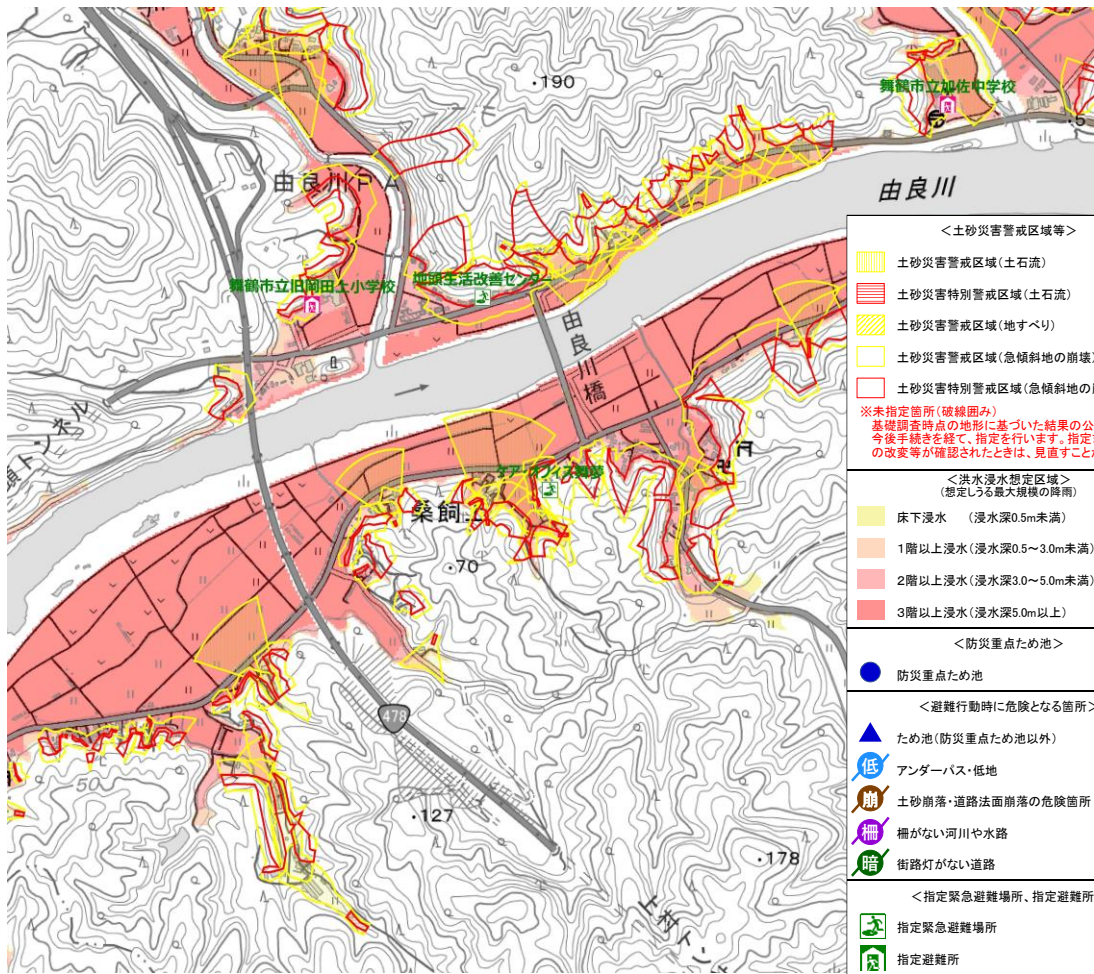 ・190
舞鶴市立加佐中学校
由良川PA
由良川
舞鶴市立旧岡田上小学校
地頭生活改善センター
由良川橋
ケア・オフィス舞夢
桑飼上
・70
478
50
・127
・178
上村トン
頭トンネル
<土砂災害警戒区域等>
土砂災害警戒区域(土石流)
土砂災害特別警戒区域(土石流)
土砂災害警戒区域(地すべり)
土砂災害警戒区域(急傾斜地の崩壊)
土砂災害特別警戒区域(急傾斜地の
※未指定箇所(破線囲み)
基礎調査時点の地形に基づいた結果の公
今後手続きを経て、指定を行います。指定
の改変等が確認されたときは、見直すこと
<洪水浸水想定区域>
(想定しうる最大規模の降雨)
床下浸水 (浸水深0.5m未満)
1階以上浸水(浸水深0.5~3.0m未満)
2階以上浸水(浸水深3.0~5.0m未満)
3階以上浸水(浸水深5.0m以上)
<防災重点ため池>
防災重点ため池
<避難行動時に危険となる箇所>
ため池(防災重点ため池以外)
低 アンダーパス・低地
崩 土砂崩落・道路法面崩落の危険箇所
柵 柵がない河川や水路
暗 街路灯がない道路
<指定緊急避難場所、指定避難所
指定緊急避難場所
指定避難所